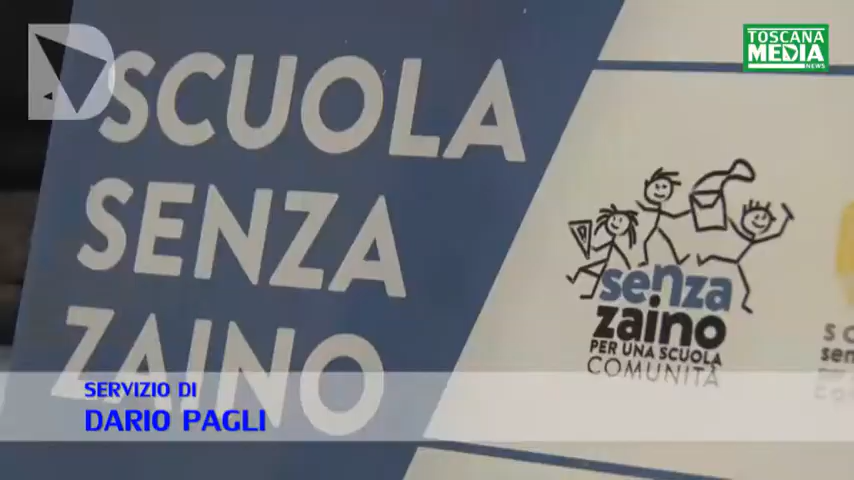 TOSCANA
MEDIA
NEWS
SCUOLA
SENZA
ZAINO
senza
zaino
PER UNA SCUOLA
COMUNITÀ
SERVIZIO DI
DARIO PAGLI